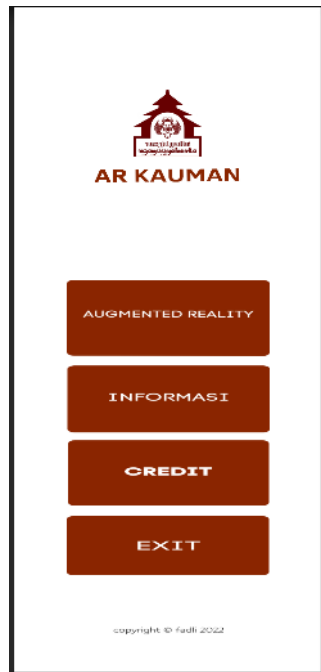 AR KAUMAN
AUGMENTED REALITY
INFORMASI
CREDIT
EXIT
copyright © fadli 2022